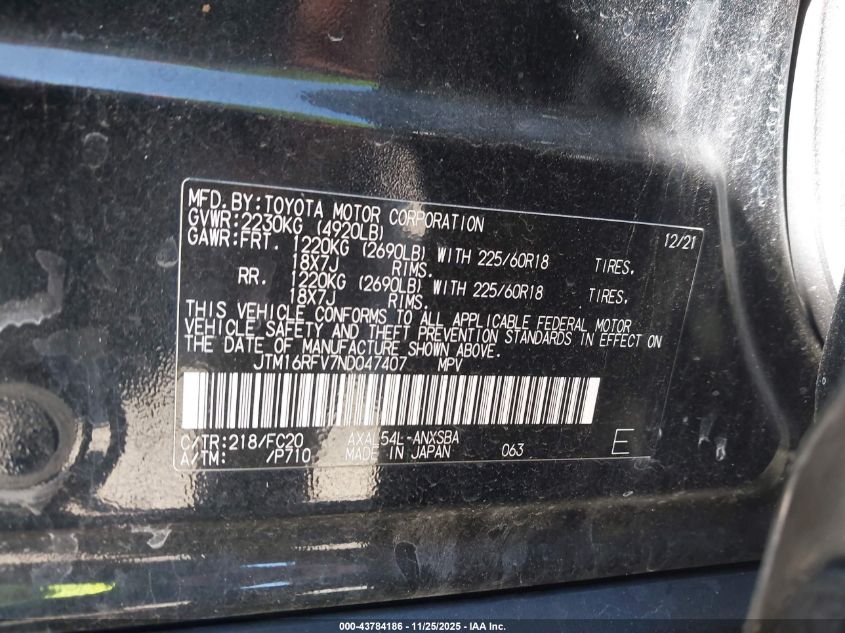 MFD. BY: TOYOTA MOTOR CORPORATION 12/21
GVWR: 2230KG (4920LB)
GAWR: FRT. 1220KG (2690LB) WITH 225/60R18 TIRES,
18X7J RIMS.
RR. 1220KG (2690LB) WITH 225/60R18 TIRES,
18X7J RIMS.
THIS VEHICLE CONFORMS TO ALL APPLICABLE FEDERAL MOTOR
VEHICLE SAFETY AND THEFT PREVENTION STANDARDS IN EFFECT ON
THE DATE OF MANUFACTURE SHOWN ABOVE.
JTM16RFV7ND047407 MPV
C/TR: 218/FC20 AXAL54L-ANXSBA
A/TM: /P710 MADE IN JAPAN 063 E
000-43784186 | 11/25/2025 - IAA Inc.